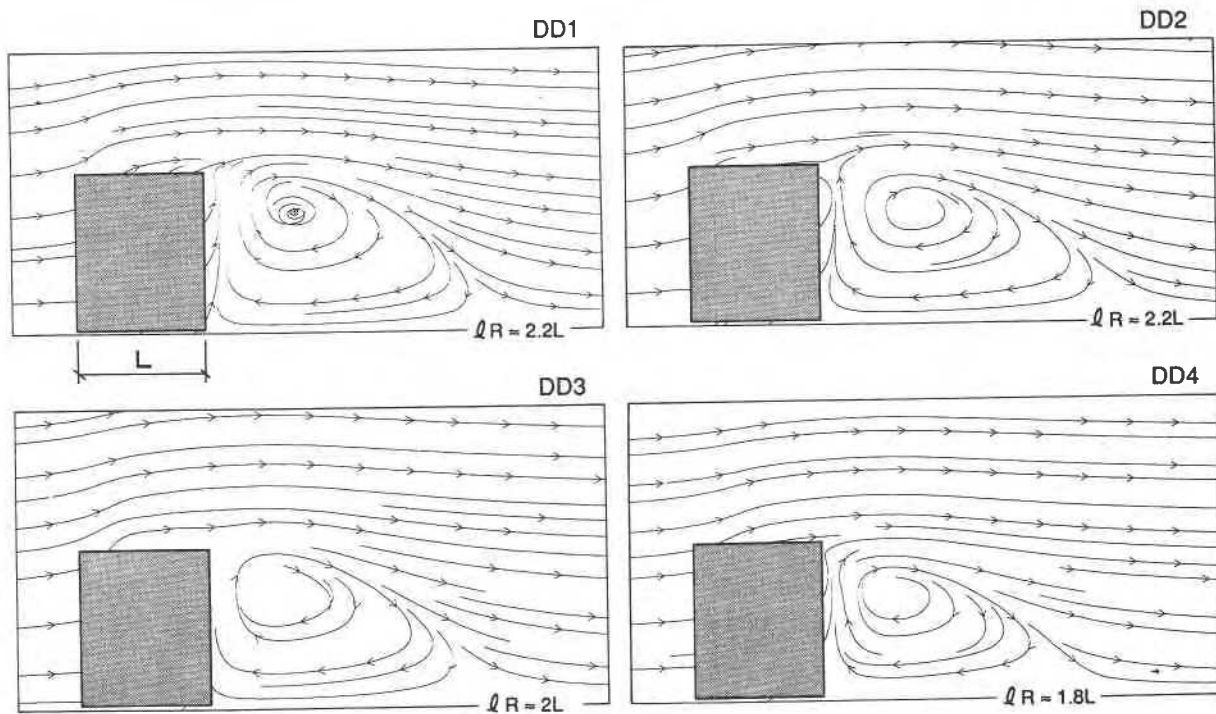 DD1
ℓR ≈ 2.2L
L
DD2
ℓR ≈ 2.2L
DD3
ℓR ≈ 2L
DD4
ℓR ≈ 1.8L